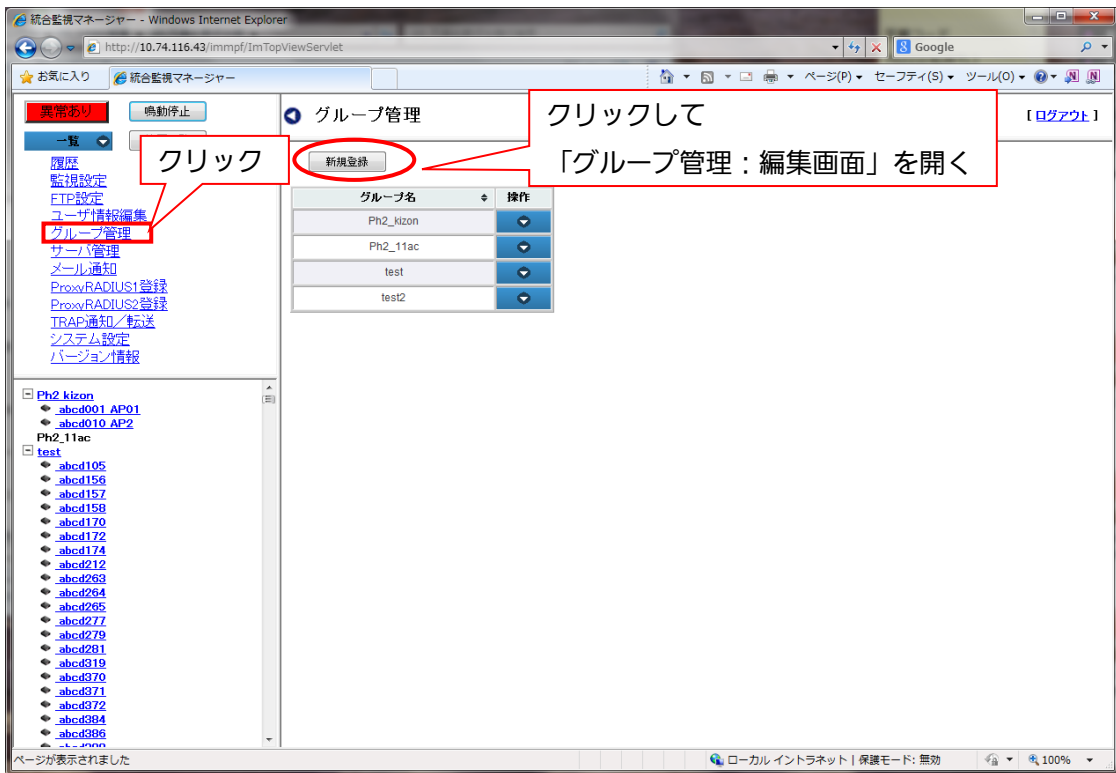 統合監視マネージャー - Windows Internet Explorer
http://10.74.116.43/immpf/ImTopViewServlet
Google
お気に入り
統合監視マネージャー
ページ(P)
セーフティ(S)
ツール(O)
異常あり
鳴動停止
一覧
クリック
履歴
監視設定
FTP設定
ユーザ情報編集
グループ管理
サーバ管理
メール通知
ProxyRADIUS1登録
ProxyRADIUS2登録
TRAP通知／転送
システム設定
バージョン情報
グループ管理
[ ログアウト ]
クリックして
「グループ管理：編集画面」を開く
新規登録
グループ名 操作
Ph2_kizon
Ph2_11ac
test
test2
Ph2 kizon
abcd001 AP01
abcd010 AP2
Ph2_11ac
test
abcd105
abcd156
abcd157
abcd158
abcd170
abcd172
abcd174
abcd212
abcd263
abcd264
abcd265
abcd277
abcd279
abcd281
abcd319
abcd370
abcd371
abcd372
abcd384
abcd386
ページが表示されました
ローカル イントラネット | 保護モード: 無効
100%